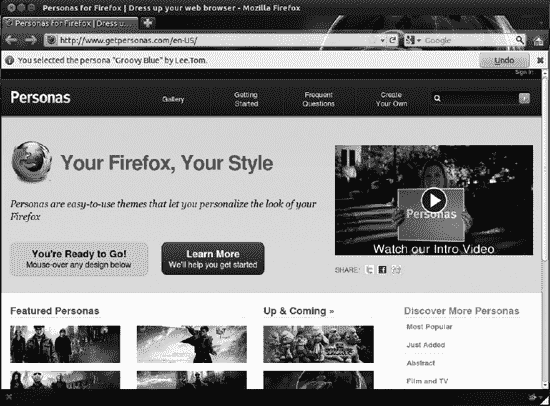 Personas for Firefox | Dress up your web browser - Mozilla Firefox
Personas for Firefox | Dress u...
http://www.getpersonas.com/en-US/
Google
You selected the persona "Groovy Blue" by Lee.Tom.
Undo
Sign In
Personas
Gallery
Getting Started
Frequent Questions
Create Your Own
Your Firefox, Your Style
Personas are easy-to-use themes that let you personalize the look of your
Firefox
Personas
Watch our Intro Video
You're Ready to Go!
Mouse-over any design below
Learn More
We'll help you get started
SHARE:
Featured Personas
Up & Coming »
Discover More Personas
Most Popular
Just Added
Abstract
Film and TV